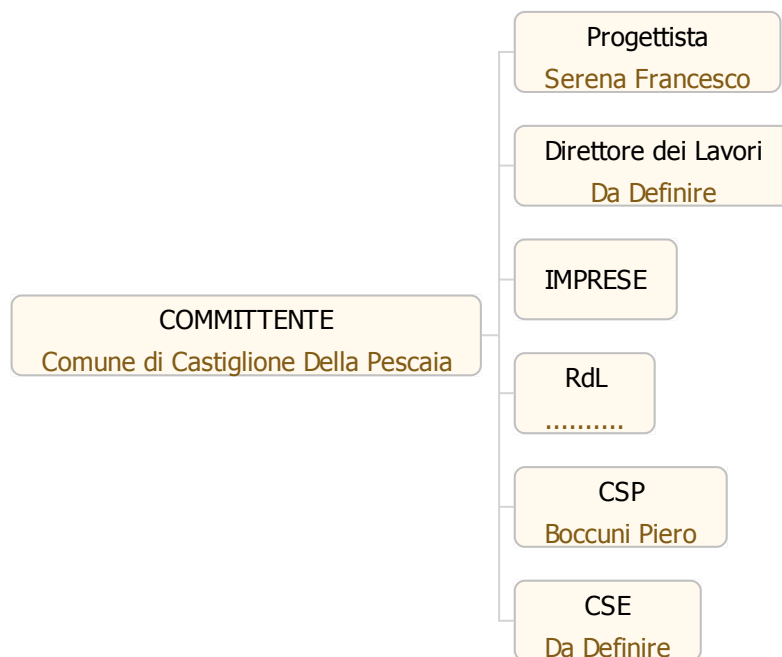 Progettista
Serena Francesco
Direttore dei Lavori
Da Definire
IMPRESE
COMMITTENTE
Comune di Castiglione Della Pescaia
RdL
..........
CSP
Boccuni Piero
CSE
Da Definire